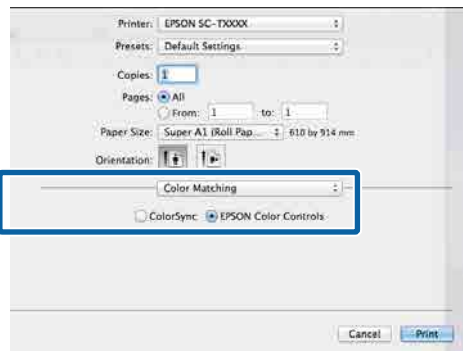 Printer: EPSON SC-TXXXX
Presets: Default Settings
Copies: 1
Pages: All
From: 1 to: 1
Paper Size: Super A1 (Roll Pap... 610 by 914 mm
Orientation:
Color Matching
ColorSync EPSON Color Controls
Cancel Print